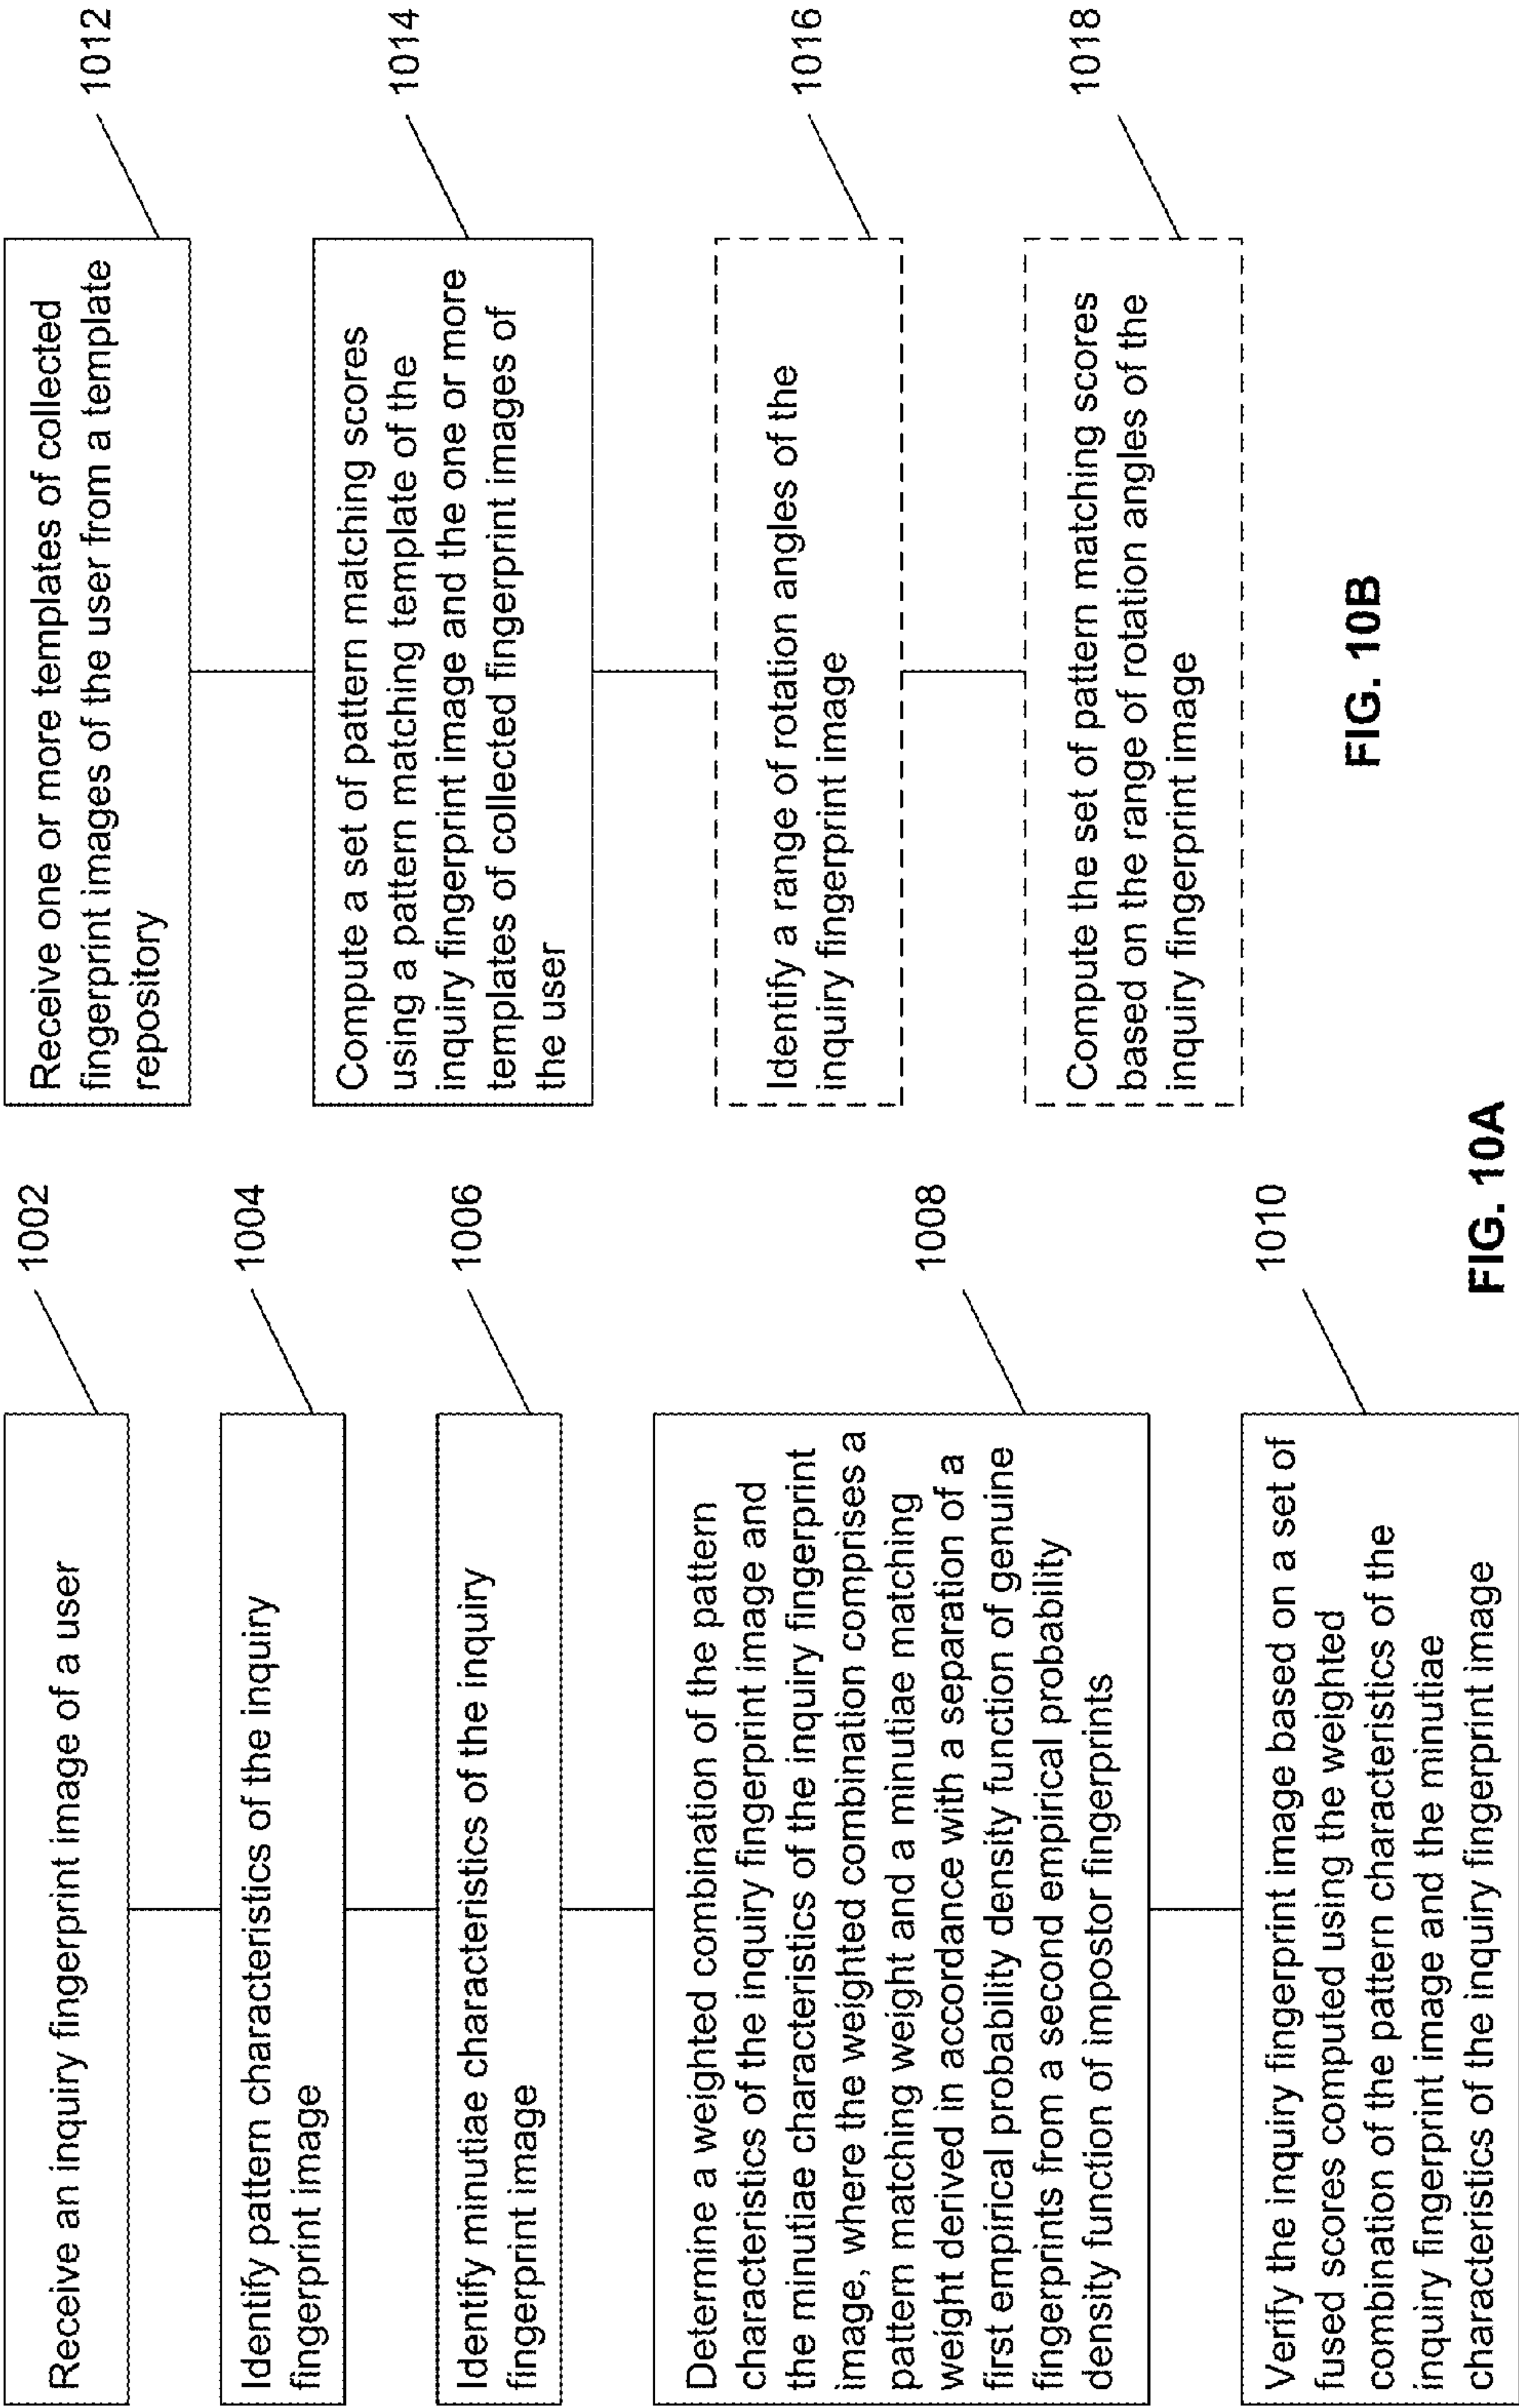 Receive an inquiry fingerprint image of a user
1002
Identify pattern characteristics of the inquiry
fingerprint image
1004
Identify minutiae characteristics of the inquiry
fingerprint image
1006
Determine a weighted combination of the pattern
characteristics of the inquiry fingerprint image and
the minutiae characteristics of the inquiry fingerprint
image, where the weighted combination comprises a
pattern matching weight and a minutiae matching
weight derived in accordance with a separation of a
first empirical probability density function of genuine
fingerprints from a second empirical probability
density function of impostor fingerprints
1008
Verify the inquiry fingerprint image based on a set of
fused scores computed using the weighted
combination of the pattern characteristics of the
inquiry fingerprint image and the minutiae
characteristics of the inquiry fingerprint image
1010
FIG. 10A
Receive one or more templates of collected
fingerprint images of the user from a template
repository
1012
Compute a set of pattern matching scores
using a pattern matching template of the
inquiry fingerprint image and the one or more
templates of collected fingerprint images of
the user
1014
Identify a range of rotation angles of the
inquiry fingerprint image
1016
Compute the set of pattern matching scores
based on the range of rotation angles of the
inquiry fingerprint image
1018
FIG. 10B